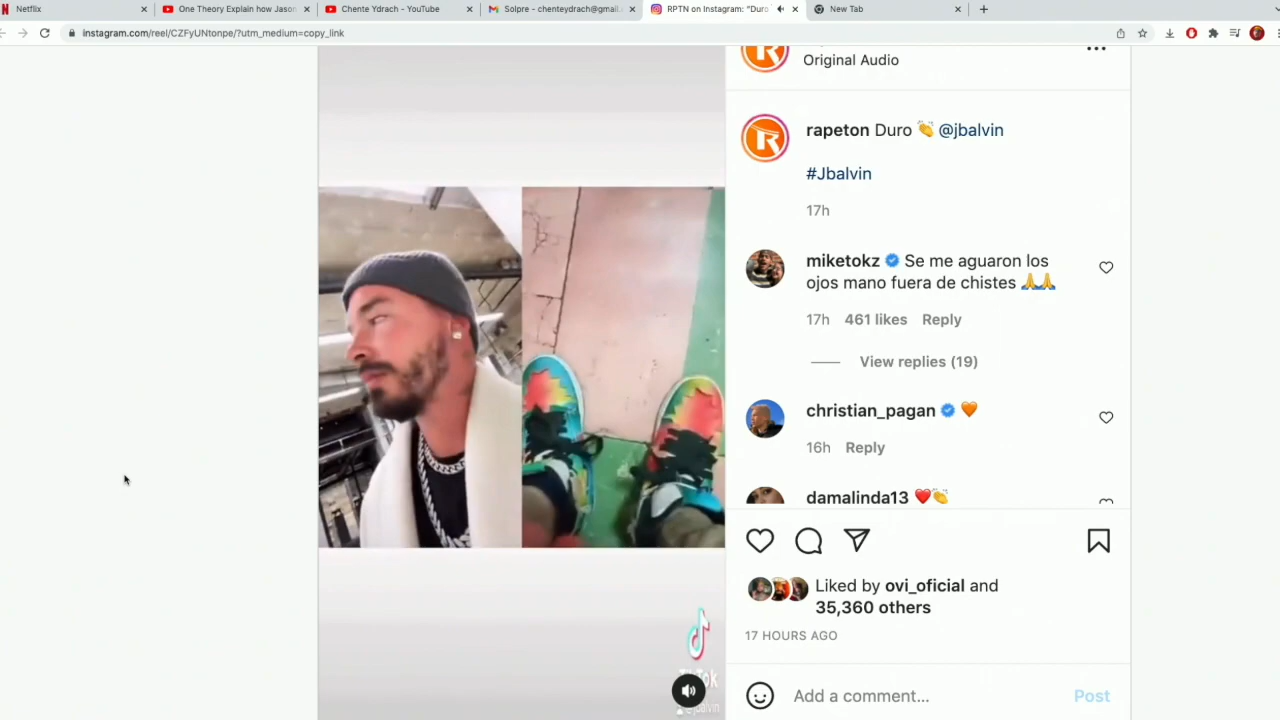 Netflix
One Theory Explain how Jason
Chente Ydrach - YouTube
Solpre - chenteydrach@gmail.
RPTN on Instagram: “Duro
New Tab
instagram.com/reel/CZFyUNtonpe/?utm_medium=copy_link
Original Audio
rapeton Duro 👏 @jbalvin
#Jbalvin
17h
miketokz Se me aguaron los
ojos mano fuera de chistes 🙏🙏
17h 461 likes Reply
View replies (19)
christian_pagan 🧡
16h Reply
damalinda13 ❤️👏
Liked by ovi_oficial and
35,360 others
17 HOURS AGO
Add a comment...
Post
TikTok
@jbalvin